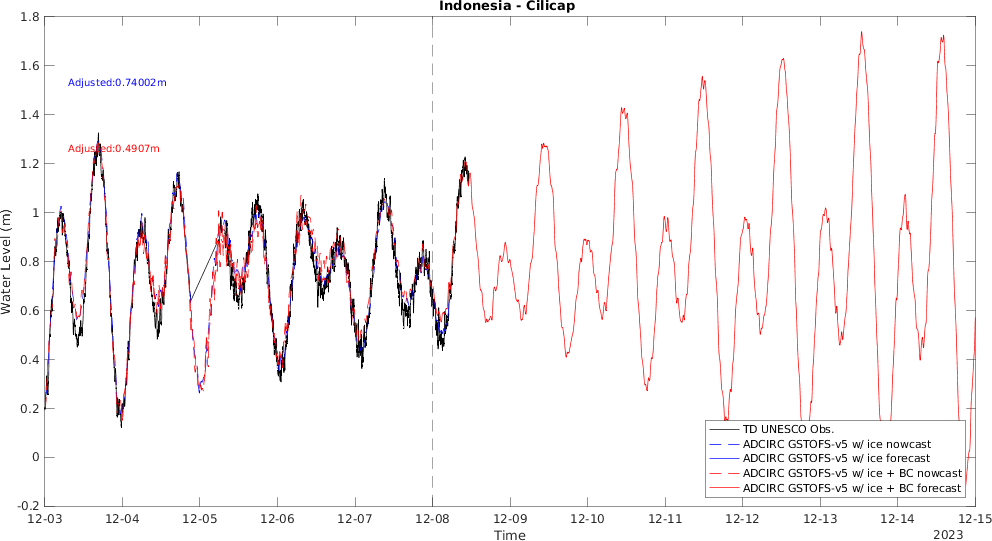 Indonesia - Cilicap
1.8
1.6
1.4
1.2
1
0.8
0.6
0.4
0.2
0
-0.2
Water Level (m)
Adjusted:0.74002m
Adjusted:0.4907m
TD UNESCO Obs.
ADCIRC GSTOFS-v5 w/ ice nowcast
ADCIRC GSTOFS-v5 w/ ice forecast
ADCIRC GSTOFS-v5 w/ ice + BC nowcast
ADCIRC GSTOFS-v5 w/ ice + BC forecast
12-03 12-04 12-05 12-06 12-07 12-08 12-09 12-10 12-11 12-12 12-13 12-14 12-15
Time
2023